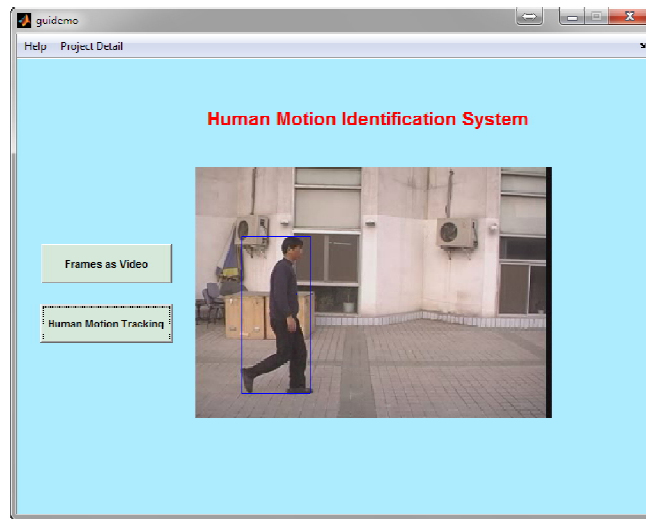 guidemo
Help Project Detail
Human Motion Identification System
Frames as Video
Human Motion Tracking